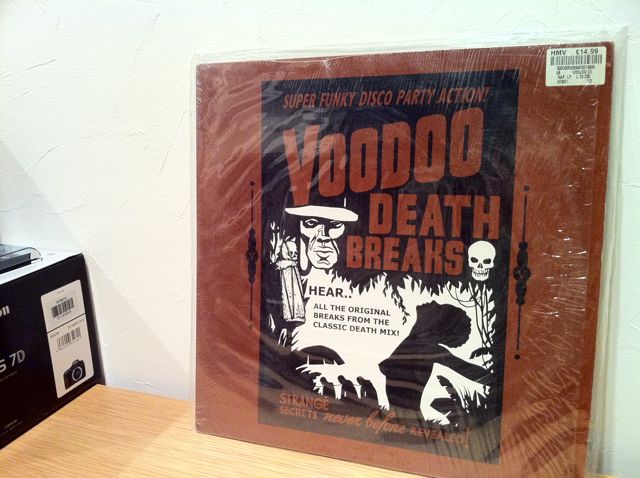 HMV £14.99
SUPER FUNKY DISCO PARTY ACTION!
VOODOO
DEATH
BREAKS
HEAR..
ALL THE ORIGINAL
BREAKS FROM THE
CLASSIC DEATH MIX!
STRANGE
SECRETS never before REVEALED!
7D